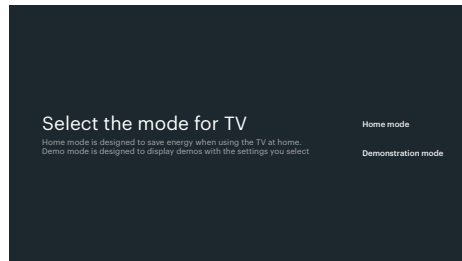 Select the mode for TV
Home mode is designed to save energy when using the TV at home.
Demo mode is designed to display demos with the settings you select
Home mode
Demonstration mode